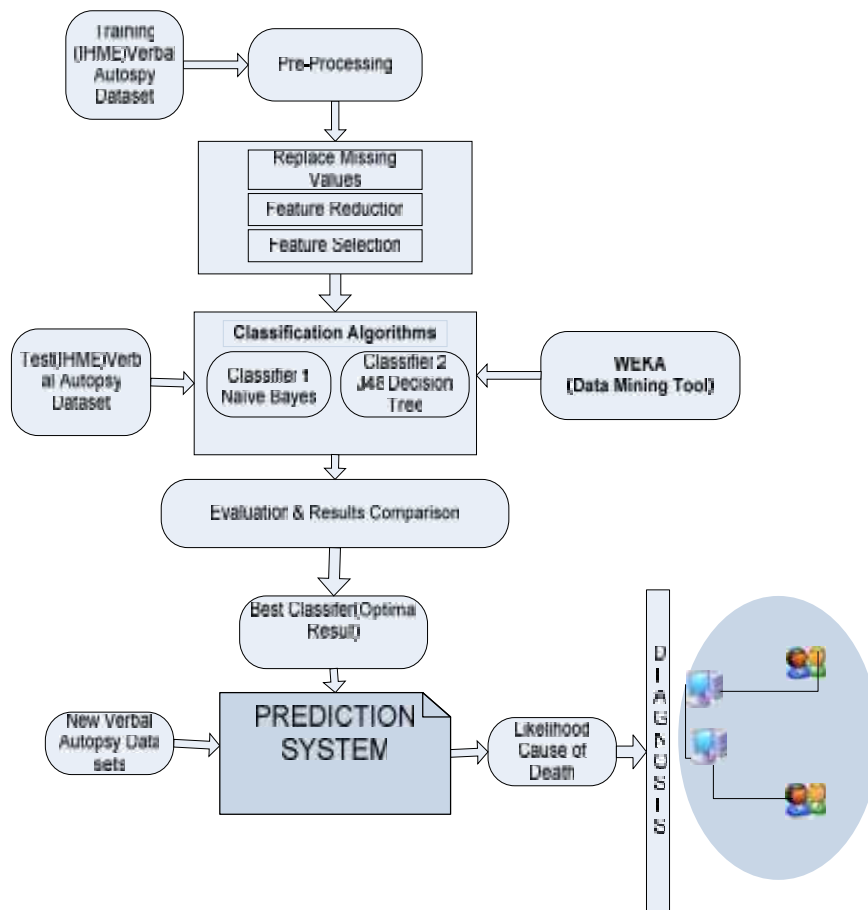 Training
(IHME)Verbal
Autospy
Dataset
Pre-Processing
Replace Missing
Values
Feature Reduction
Feature Selection
Classification Algorithms
Classifier 1
Naïve Bayes
Classifier 2
J48 Decision
Tree
Test(IHME)Verb
al Autopsy
Dataset
WEKA
(Data Mining Tool)
Evaluation & Results Comparison
Best Classifer(Optimal
Result)
New Verbal
Autopsy Data
sets
PREDICTION
SYSTEM
Likelihood
Cause of
Death
D
I
A
G
N
O
S
I
S